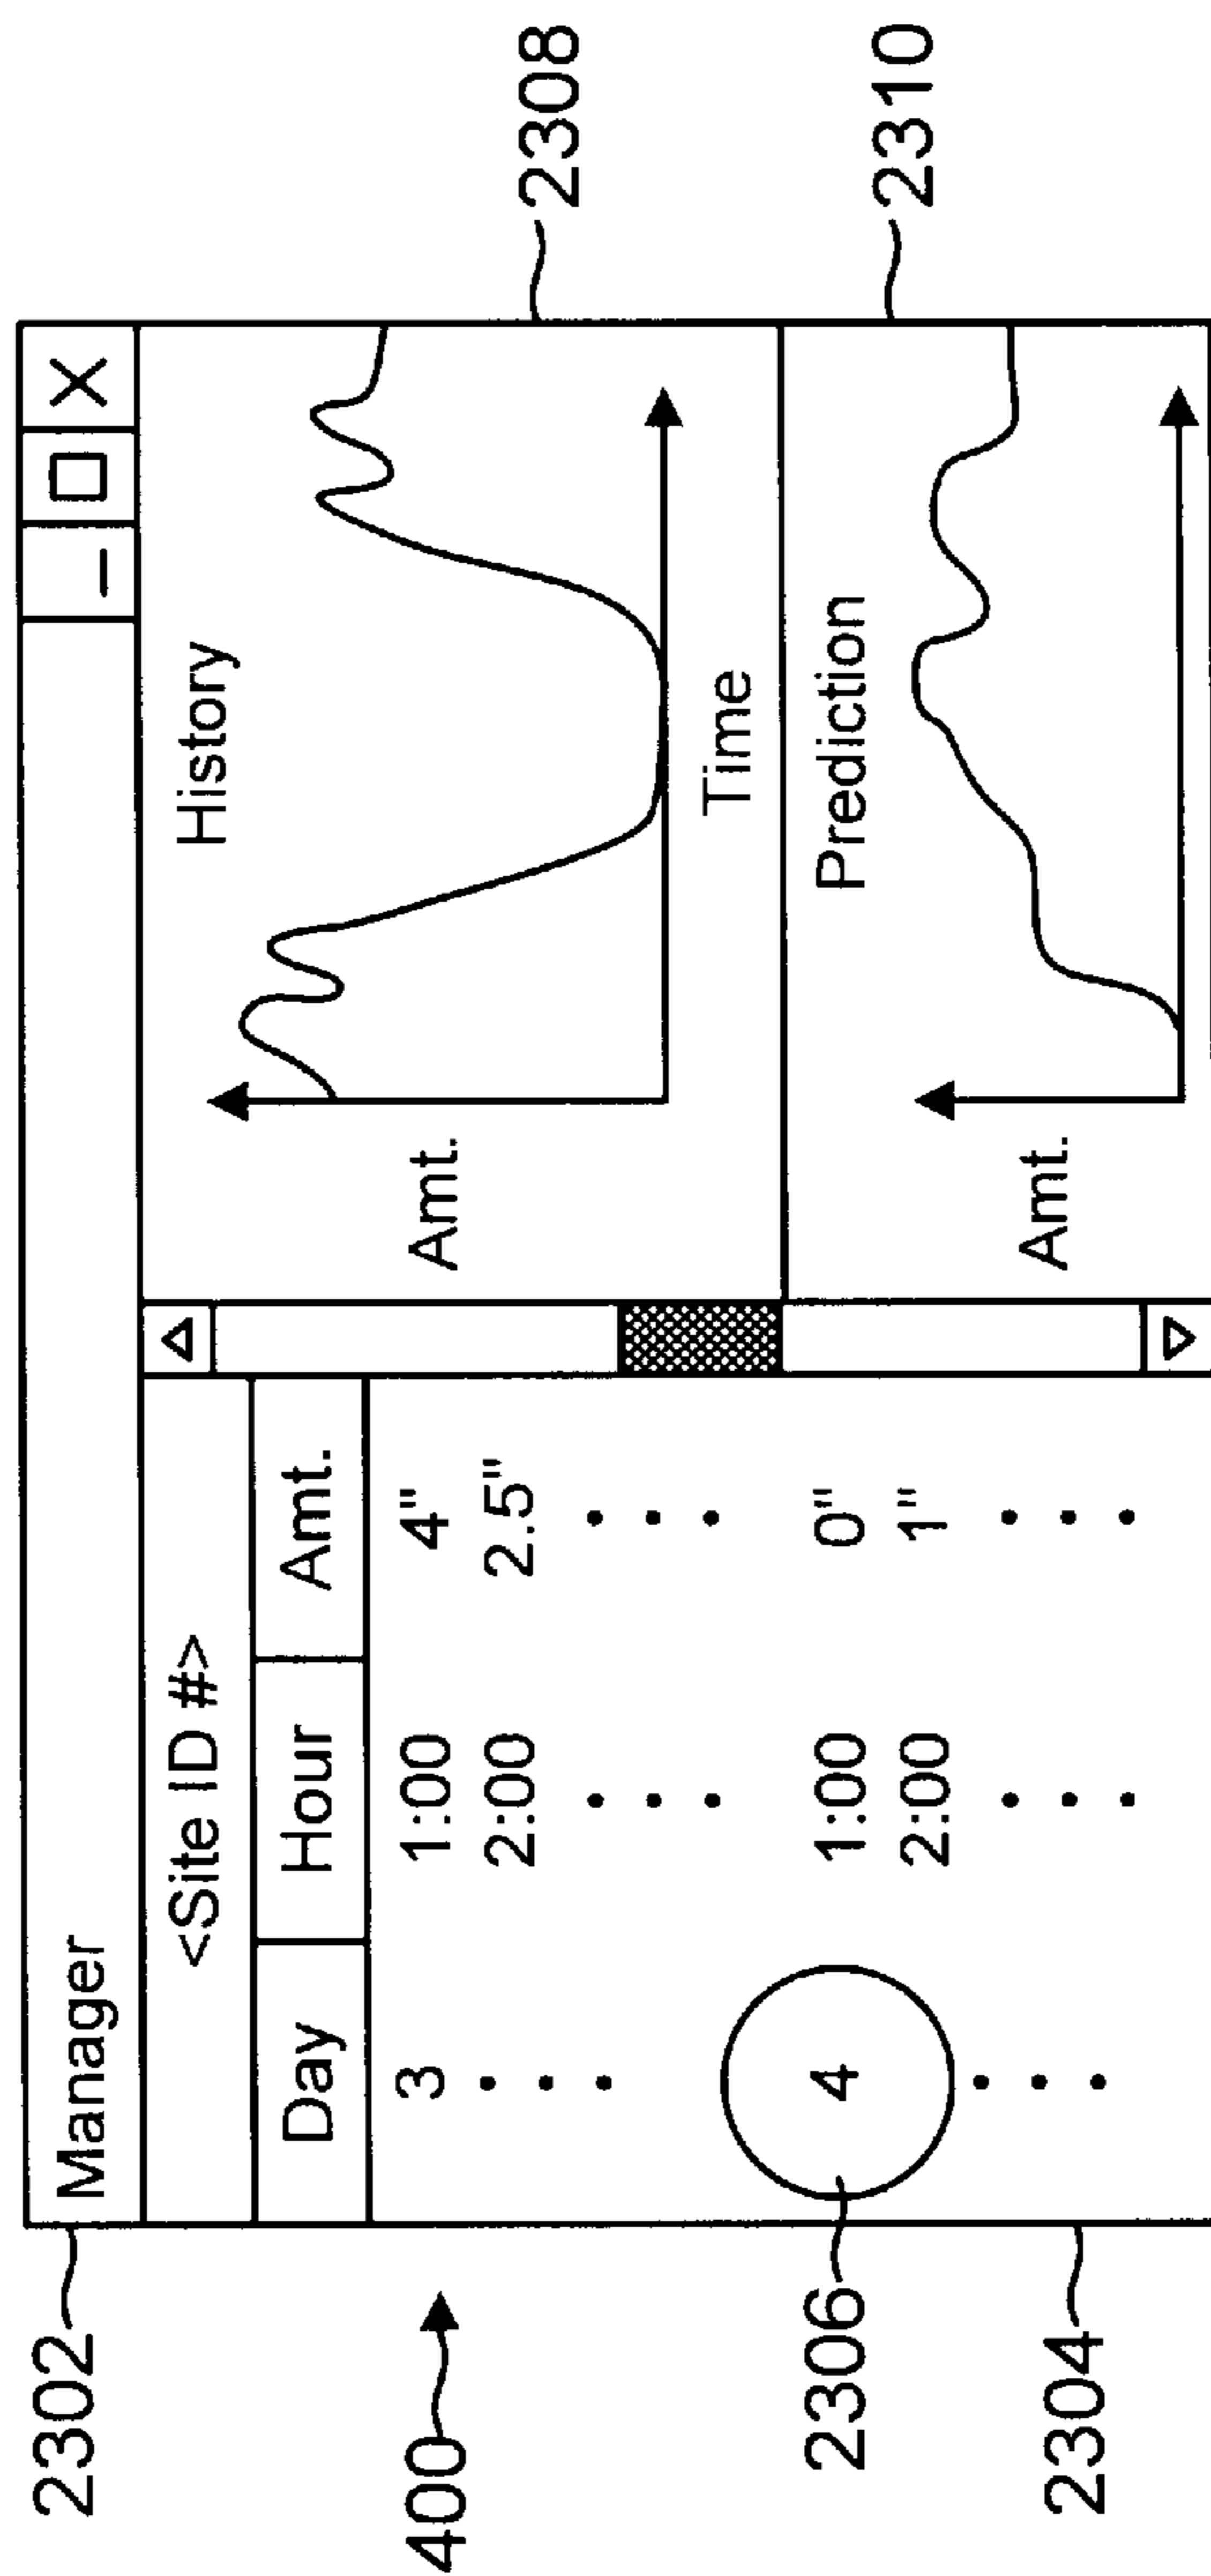 2302
Manager
– □ X
400
<Site ID #>
Day Hour Amt.
3 1:00 4"
2:00 2.5"
2306
4 1:00 0"
2:00 1"
2304
History
Amt.
Time
2308
Prediction
Amt.
2310